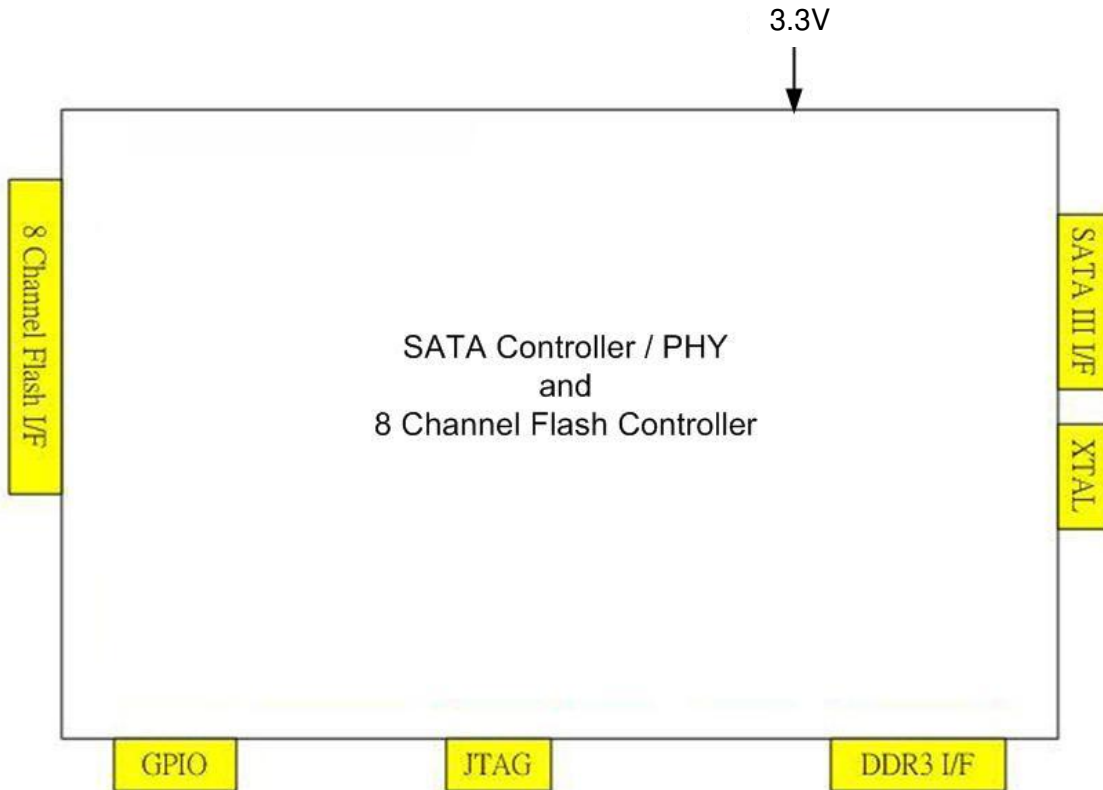 3.3V
8 Channel Flash I/F
SATA III I/F
SATA Controller / PHY
and
8 Channel Flash Controller
XTAL
GPIO
JTAG
DDR3 I/F